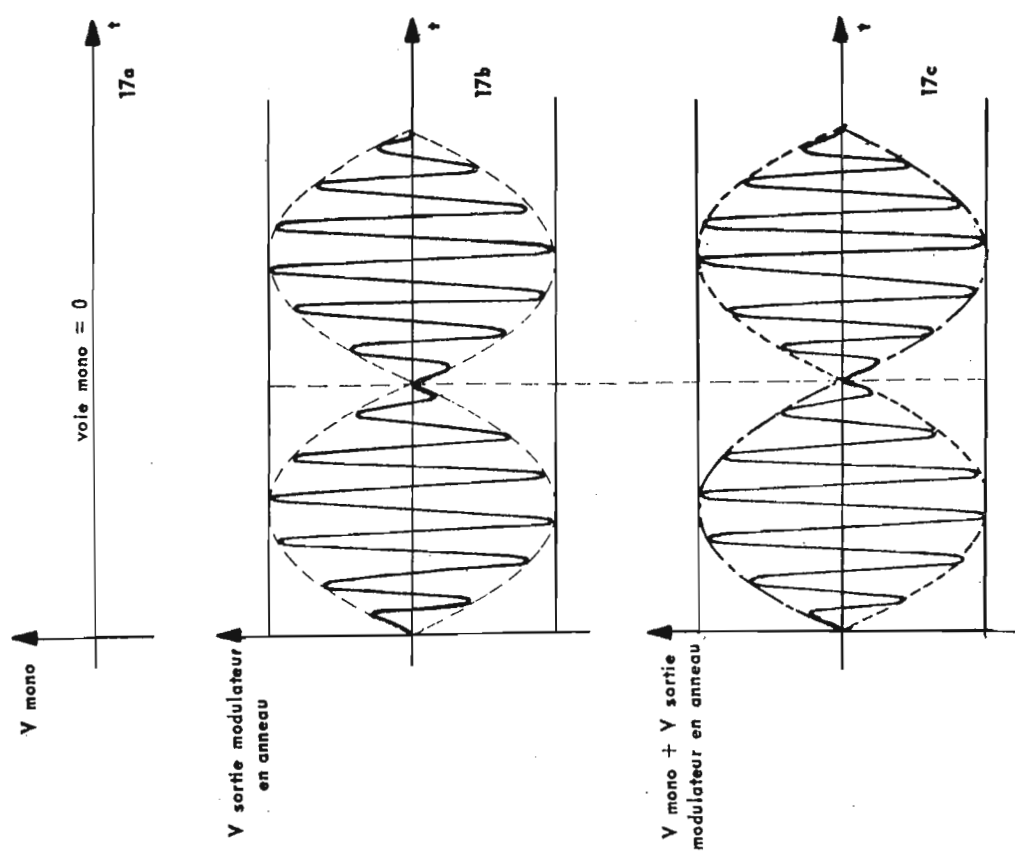 V mono
voie mono = 0
t
17a
V sortie modulateur
en anneau
t
17b
V mono + V sortie
modulateur en anneau
t
17c